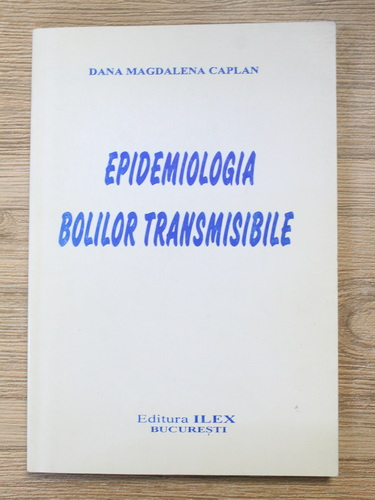 DANA MAGDALENA CAPLAN
EPIDEMIOLOGIA
BOLILOR TRANSMISIBILE
Editura ILEX
BUCUREȘTI